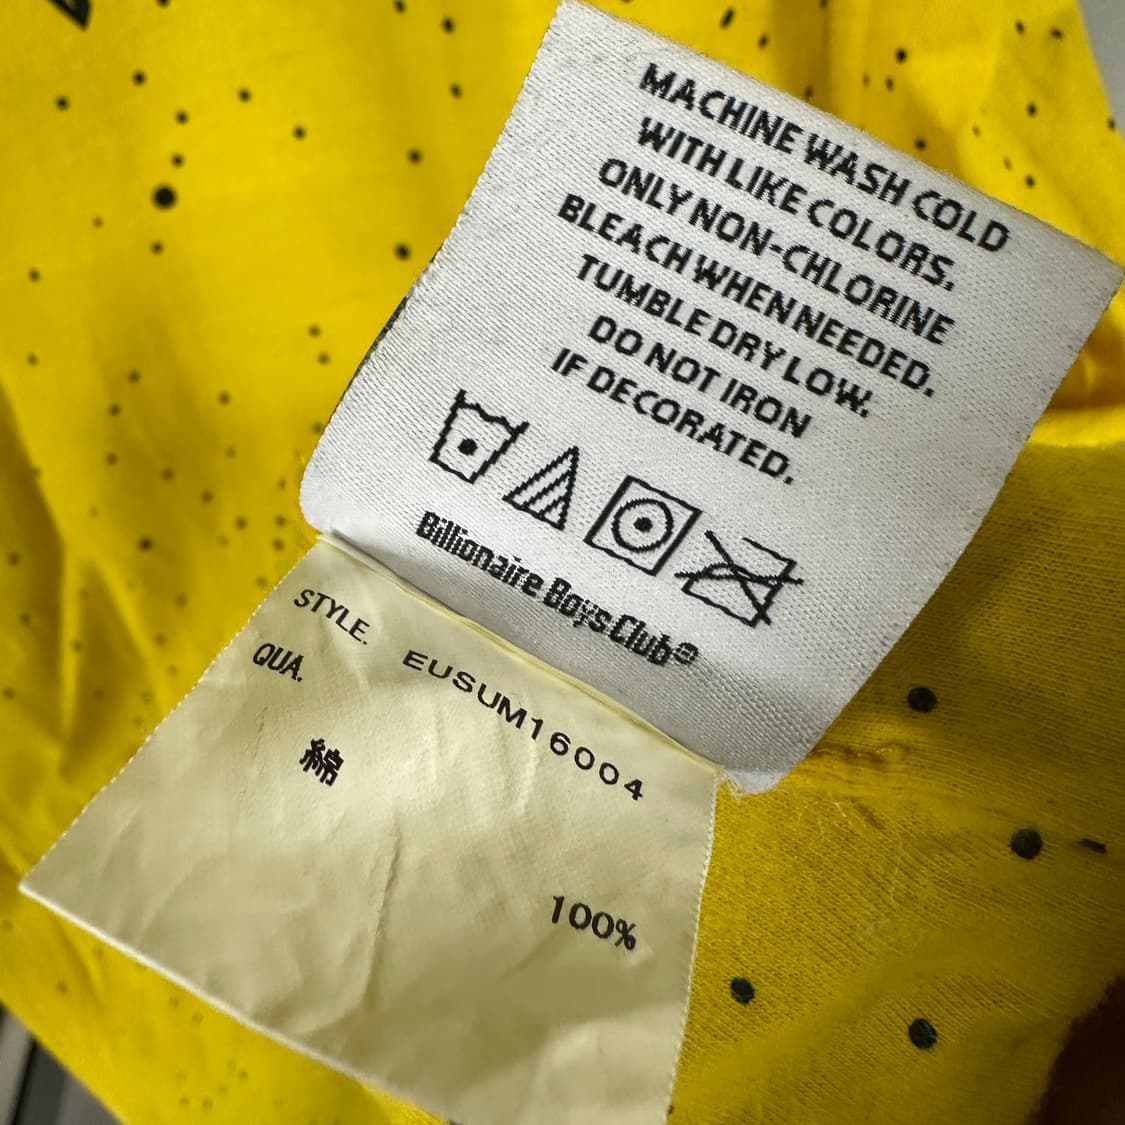 MACHINE WASH COLD
WITH LIKE COLORS.
ONLY NON-CHLORINE
BLEACH WHEN NEEDED.
TUMBLE DRY LOW.
DO NOT IRON
IF DECORATED.
Billionaire Boys Club®
STYLE. EUSUM16004
QUA.
綿 100%